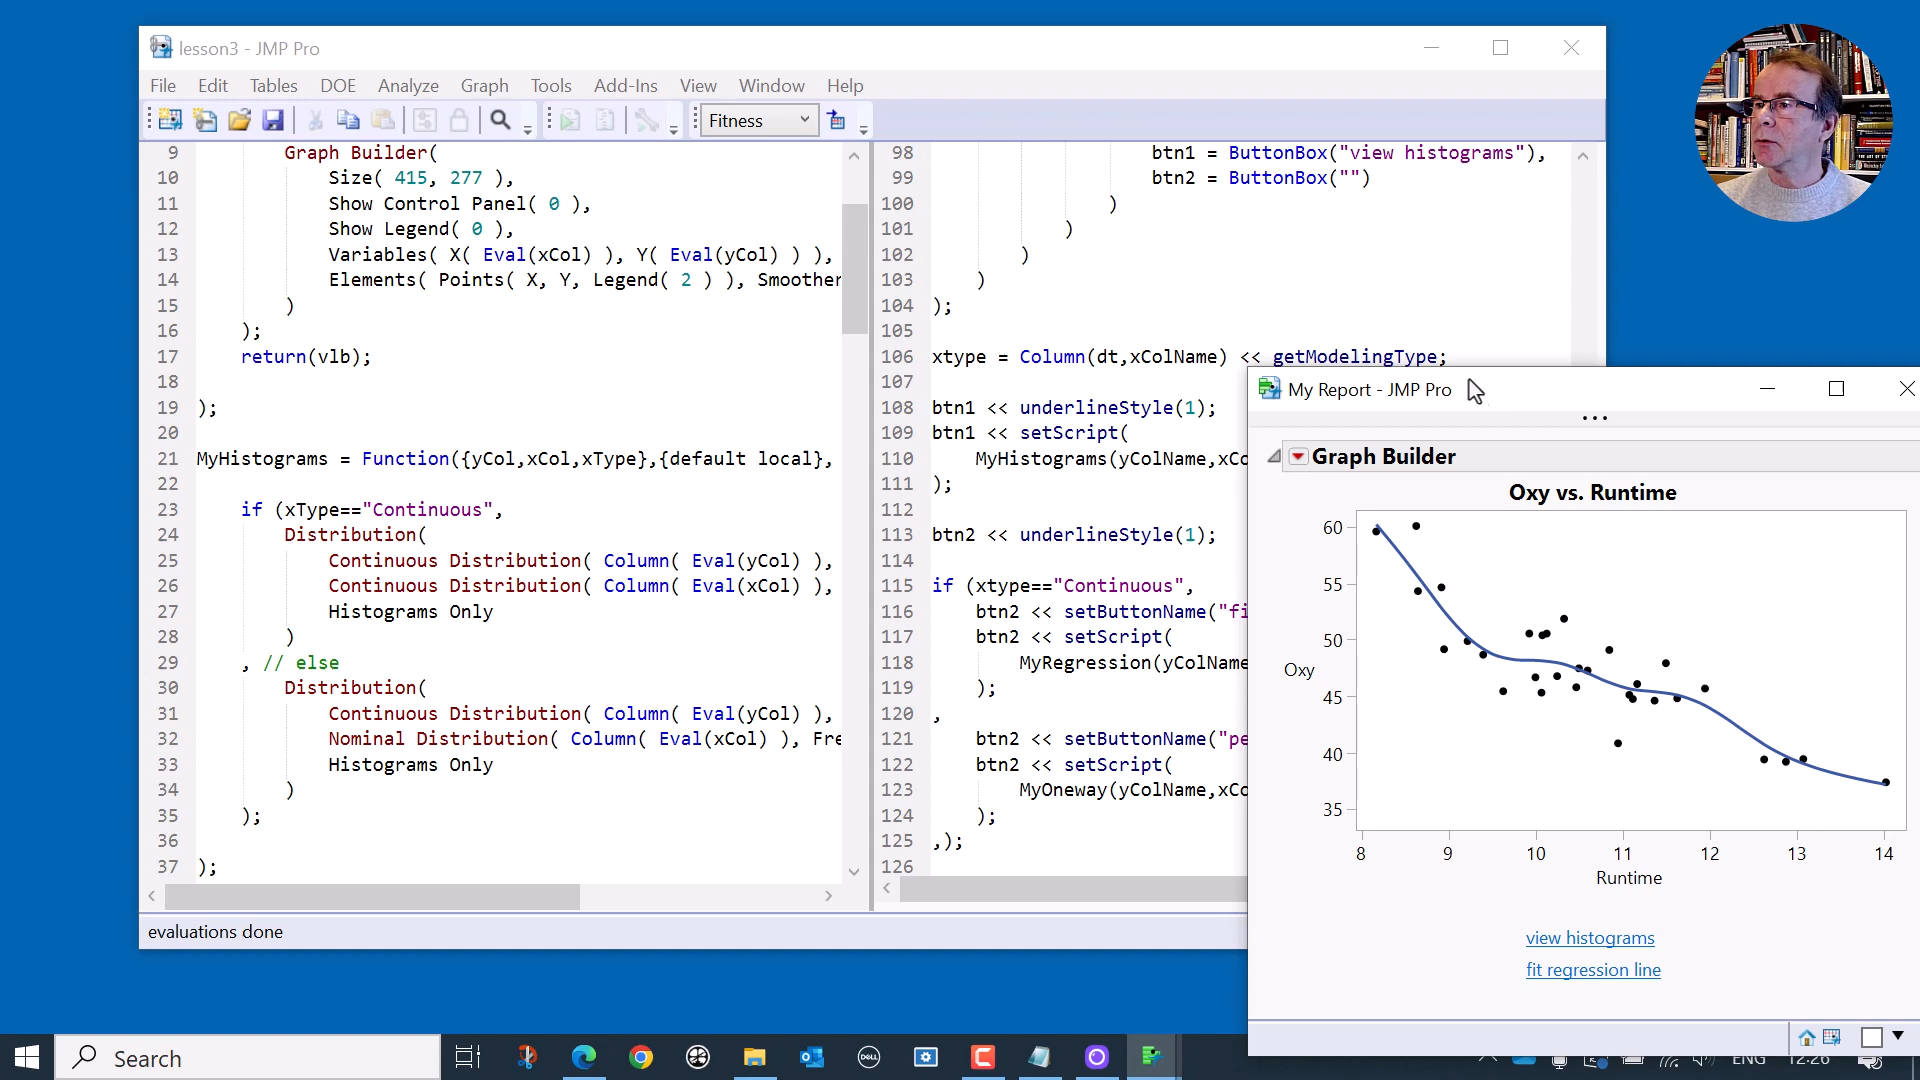 lesson3 - JMP Pro
File Edit Tables DOE Analyze Graph Tools Add-Ins View Window Help
Fitness
9 Graph Builder(
10 Size( 415, 277 ),
11 Show Control Panel( 0 ),
12 Show Legend( 0 ),
13 Variables( X( Eval(xCol) ), Y( Eval(yCol) ) ),
14 Elements( Points( X, Y, Legend( 2 ) ), Smoother
15 )
16 );
17 return(vlb);
18
19 );
20
21 MyHistograms = Function({yCol,xCol,xType},{default local},
22
23 if (xType=="Continuous",
24 Distribution(
25 Continuous Distribution( Column( Eval(yCol) ),
26 Continuous Distribution( Column( Eval(xCol) ),
27 Histograms Only
28 )
29 , // else
30 Distribution(
31 Continuous Distribution( Column( Eval(yCol) ),
32 Nominal Distribution( Column( Eval(xCol) ), Fre
33 Histograms Only
34 )
35 );
36
37 );
98 btn1 = ButtonBox("view histograms"),
99 btn2 = ButtonBox("")
100 )
101 )
102 )
103 )
104 );
105
106 xtype = Column(dt,xColName) << getModelingType;
107
108 btn1 << underlineStyle(1);
109 btn1 << setScript(
110 MyHistograms(yColName,xCo
111 );
112
113 btn2 << underlineStyle(1);
114
115 if (xtype=="Continuous",
116 btn2 << setButtonName("fi
117 btn2 << setScript(
118 MyRegression(yColName
119 );
120 ,
121 btn2 << setButtonName("pe
122 btn2 << setScript(
123 MyOneway(yColName,xCo
124 );
125 ,);
126
evaluations done
My Report - JMP Pro
Graph Builder
Oxy vs. Runtime
60
55
50
45
40
35
Oxy
8 9 10 11 12 13 14
Runtime
view histograms
fit regression line
Search
DELL
ENG 12:26